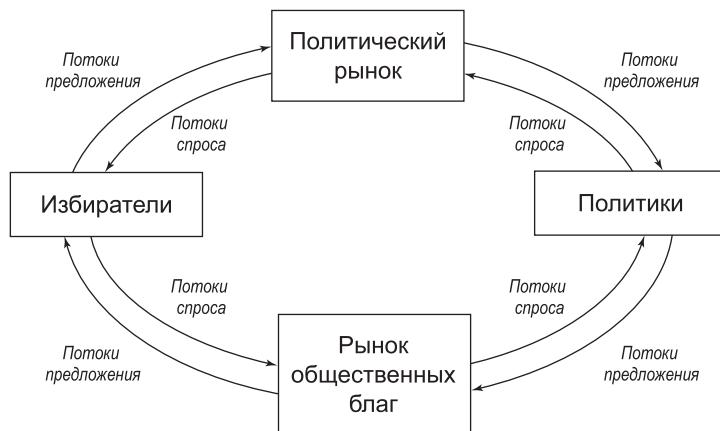 Политический
рынок
Потоки
предложения
Потоки
предложения
Потоки
спроса
Потоки
спроса
Избиратели
Политики
Потоки
спроса
Потоки
спроса
Потоки
предложения
Рынок
общественных
благ
Потоки
предложения